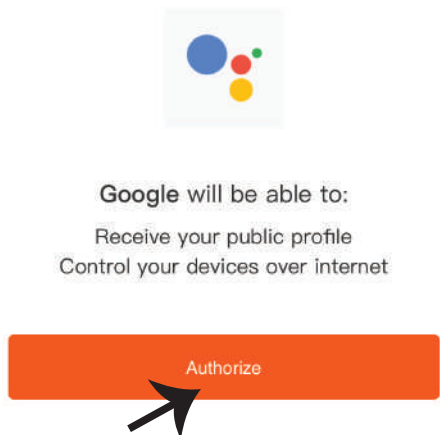 Google will be able to:
Receive your public profile
Control your devices over internet
Authorize